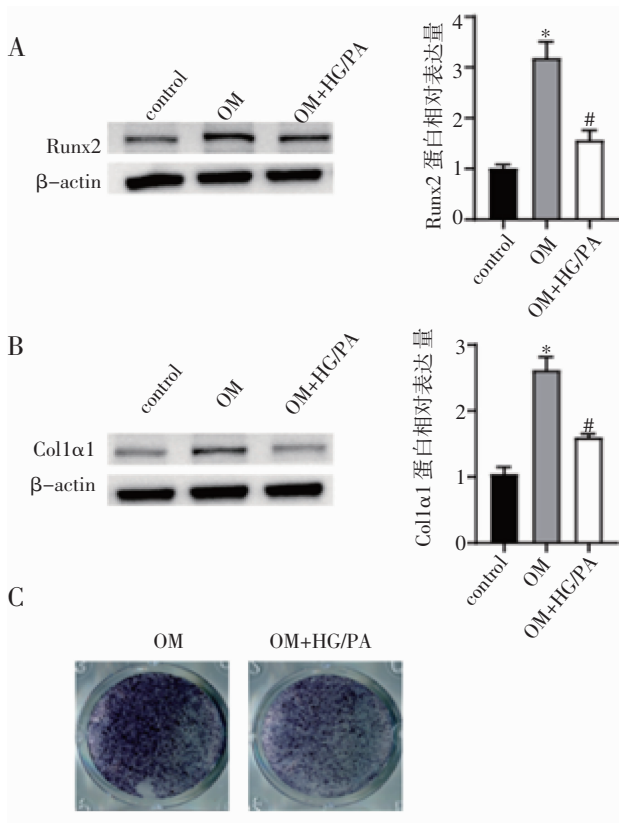 A
control
OM
OM+HG/PA
Runx2
β-actin
Runx2 蛋白相对表达量
4
3
2
1
0
*
#
control
OM
OM+HG/PA
B
control
OM
OM+HG/PA
Col1α1
β-actin
Col1α1 蛋白相对表达量
3
2
1
0
*
#
control
OM
OM+HG/PA
C
OM
OM+HG/PA